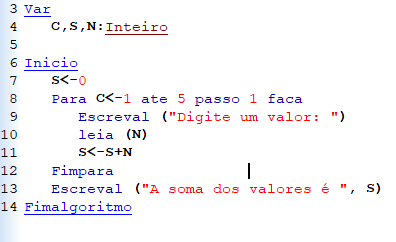 3 Var
4 C,S,N:Inteiro
5
6 Inicio
7 S<-0
8 Para C<-1 ate 5 passo 1 faca
9 Escreval ("Digite um valor: ")
10 leia (N)
11 S<-S+N
12 Fimpara
13 Escreval ("A soma dos valores é ", S)
14 Fimalgoritmo